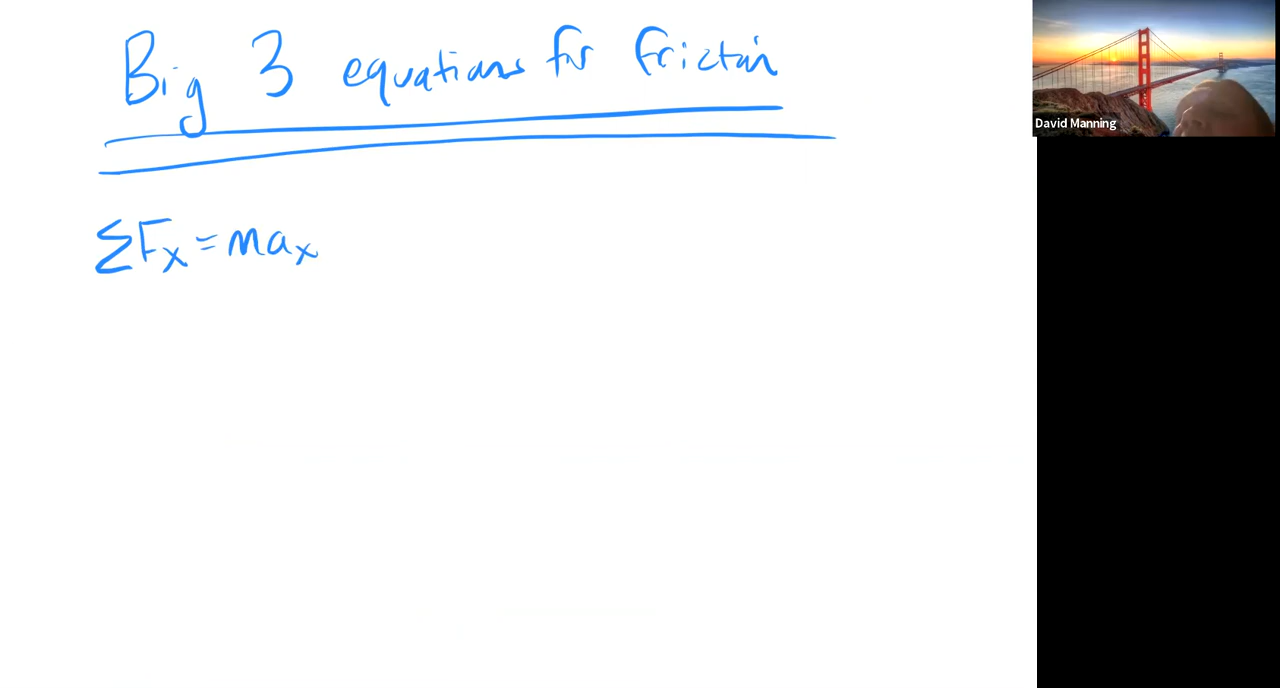 Big 3 equations for friction
ΣFx = max
David Manning